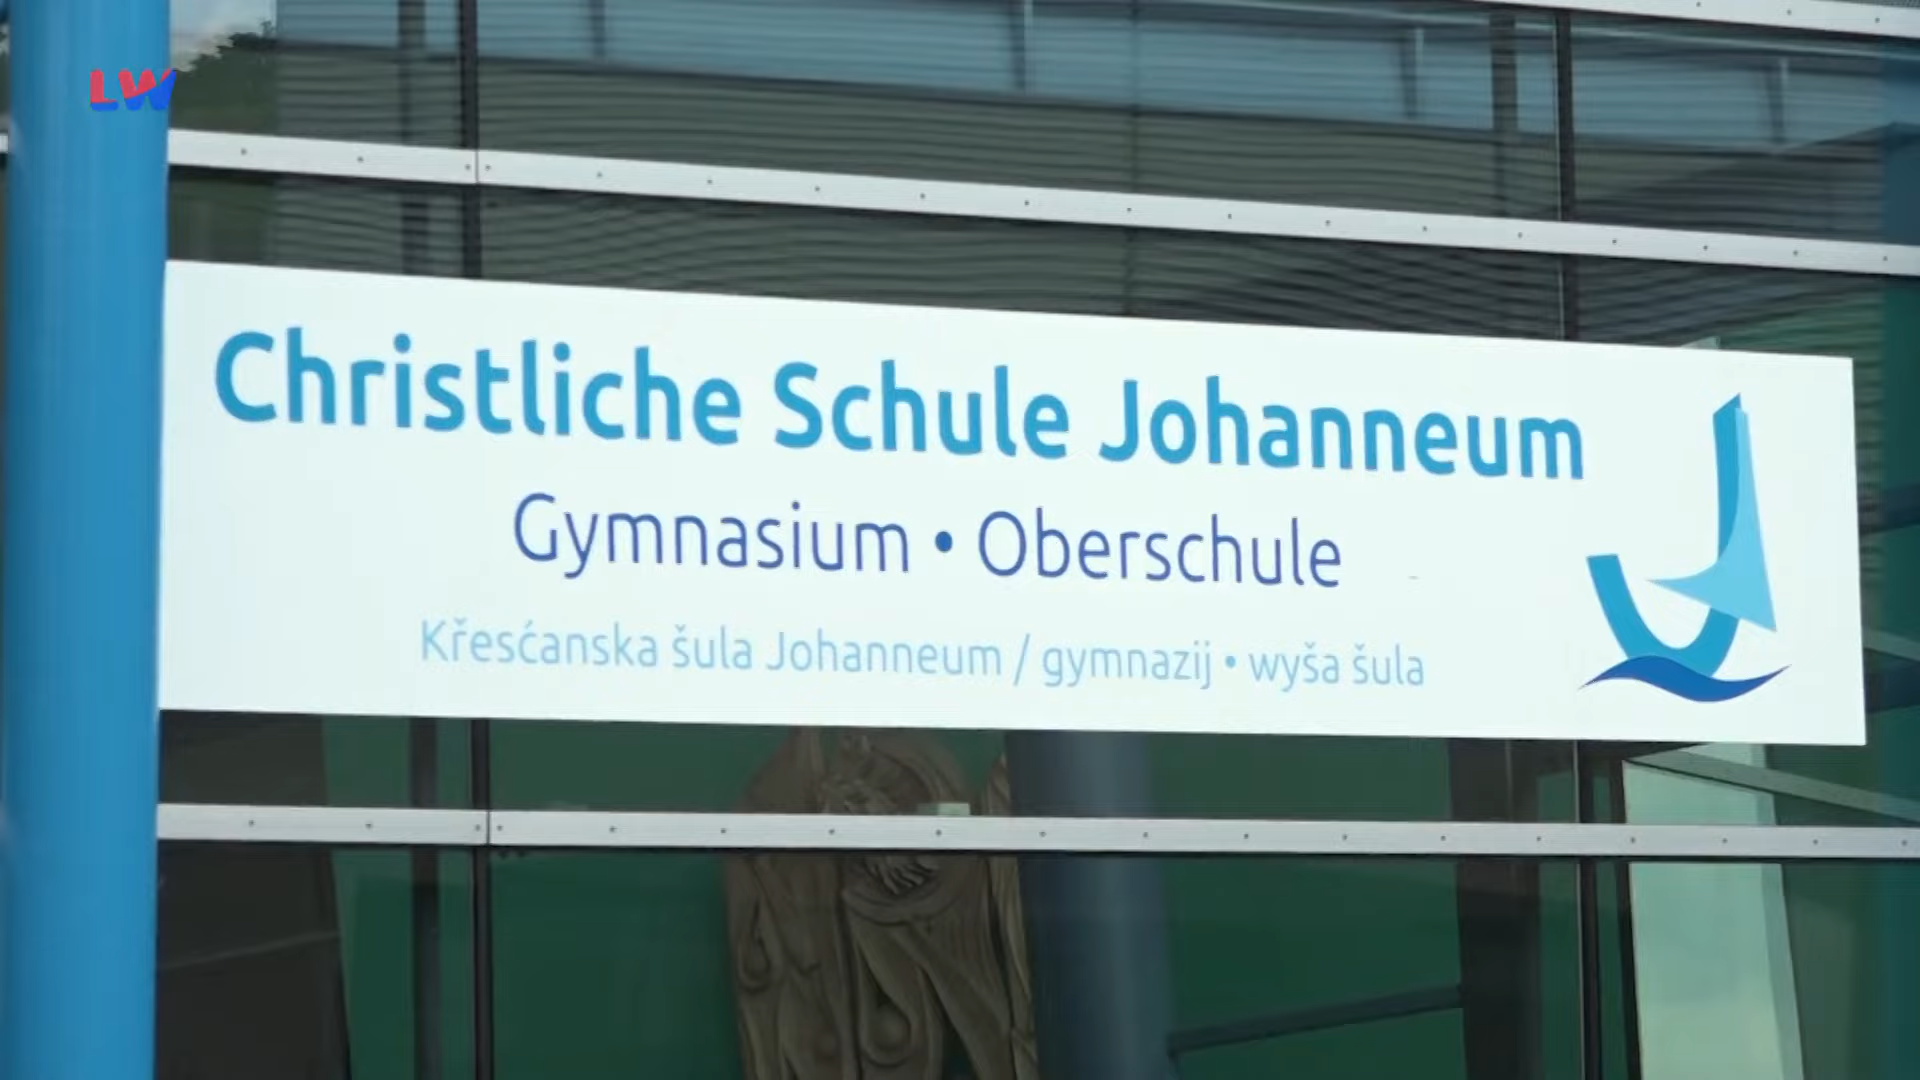 LW
Christliche Schule Johanneum
Gymnasium • Oberschule
Křesćanska šula Johanneum / gymnazij • wyša šula